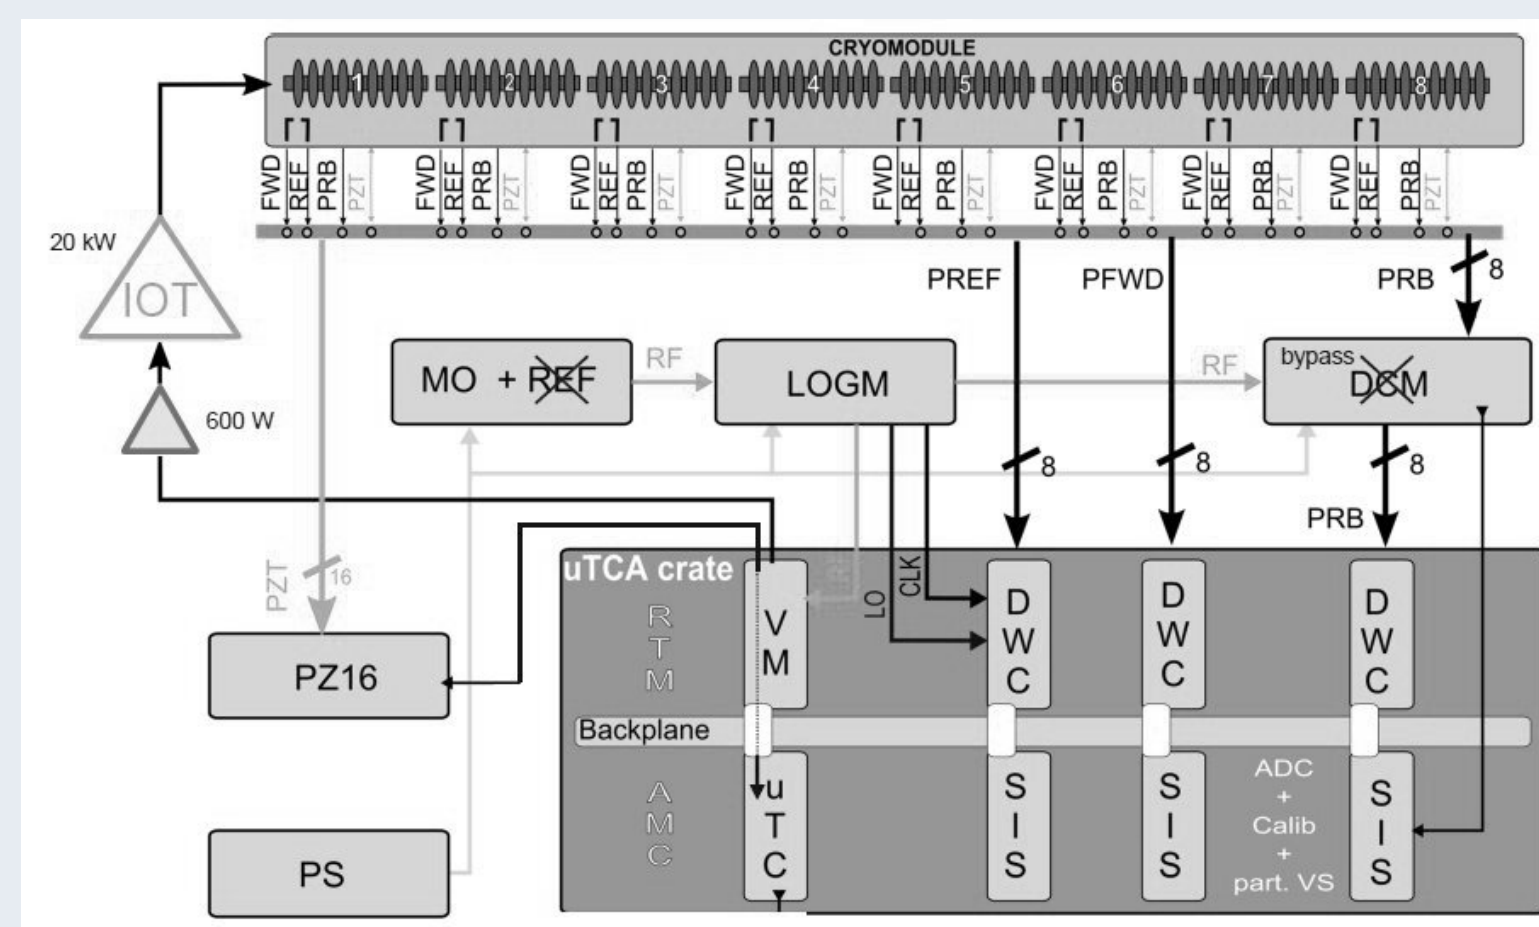 CRYOMODULE
1 2 3 4 5 6 7 8
FWD REF PRB PZT FWD REF PRB PZT FWD REF PRB PZT FWD REF PRB PZT FWD REF PRB PZT FWD REF PRB PZT FWD REF PRB PZT FWD REF PRB PZT
20 kW
IOT
PREF
PFWD
PRB
8
MO + REF
RF
LOGM
RF
bypass
DCM
600 W
8
8
8
PRB
PZT
16
uTCA crate
RTM
VM
LO
CLK
DWC
DWC
DWC
PZ16
Backplane
AMC
uTC
SIS
SIS
ADC
+
Calib
+
part. VS
SIS
PS